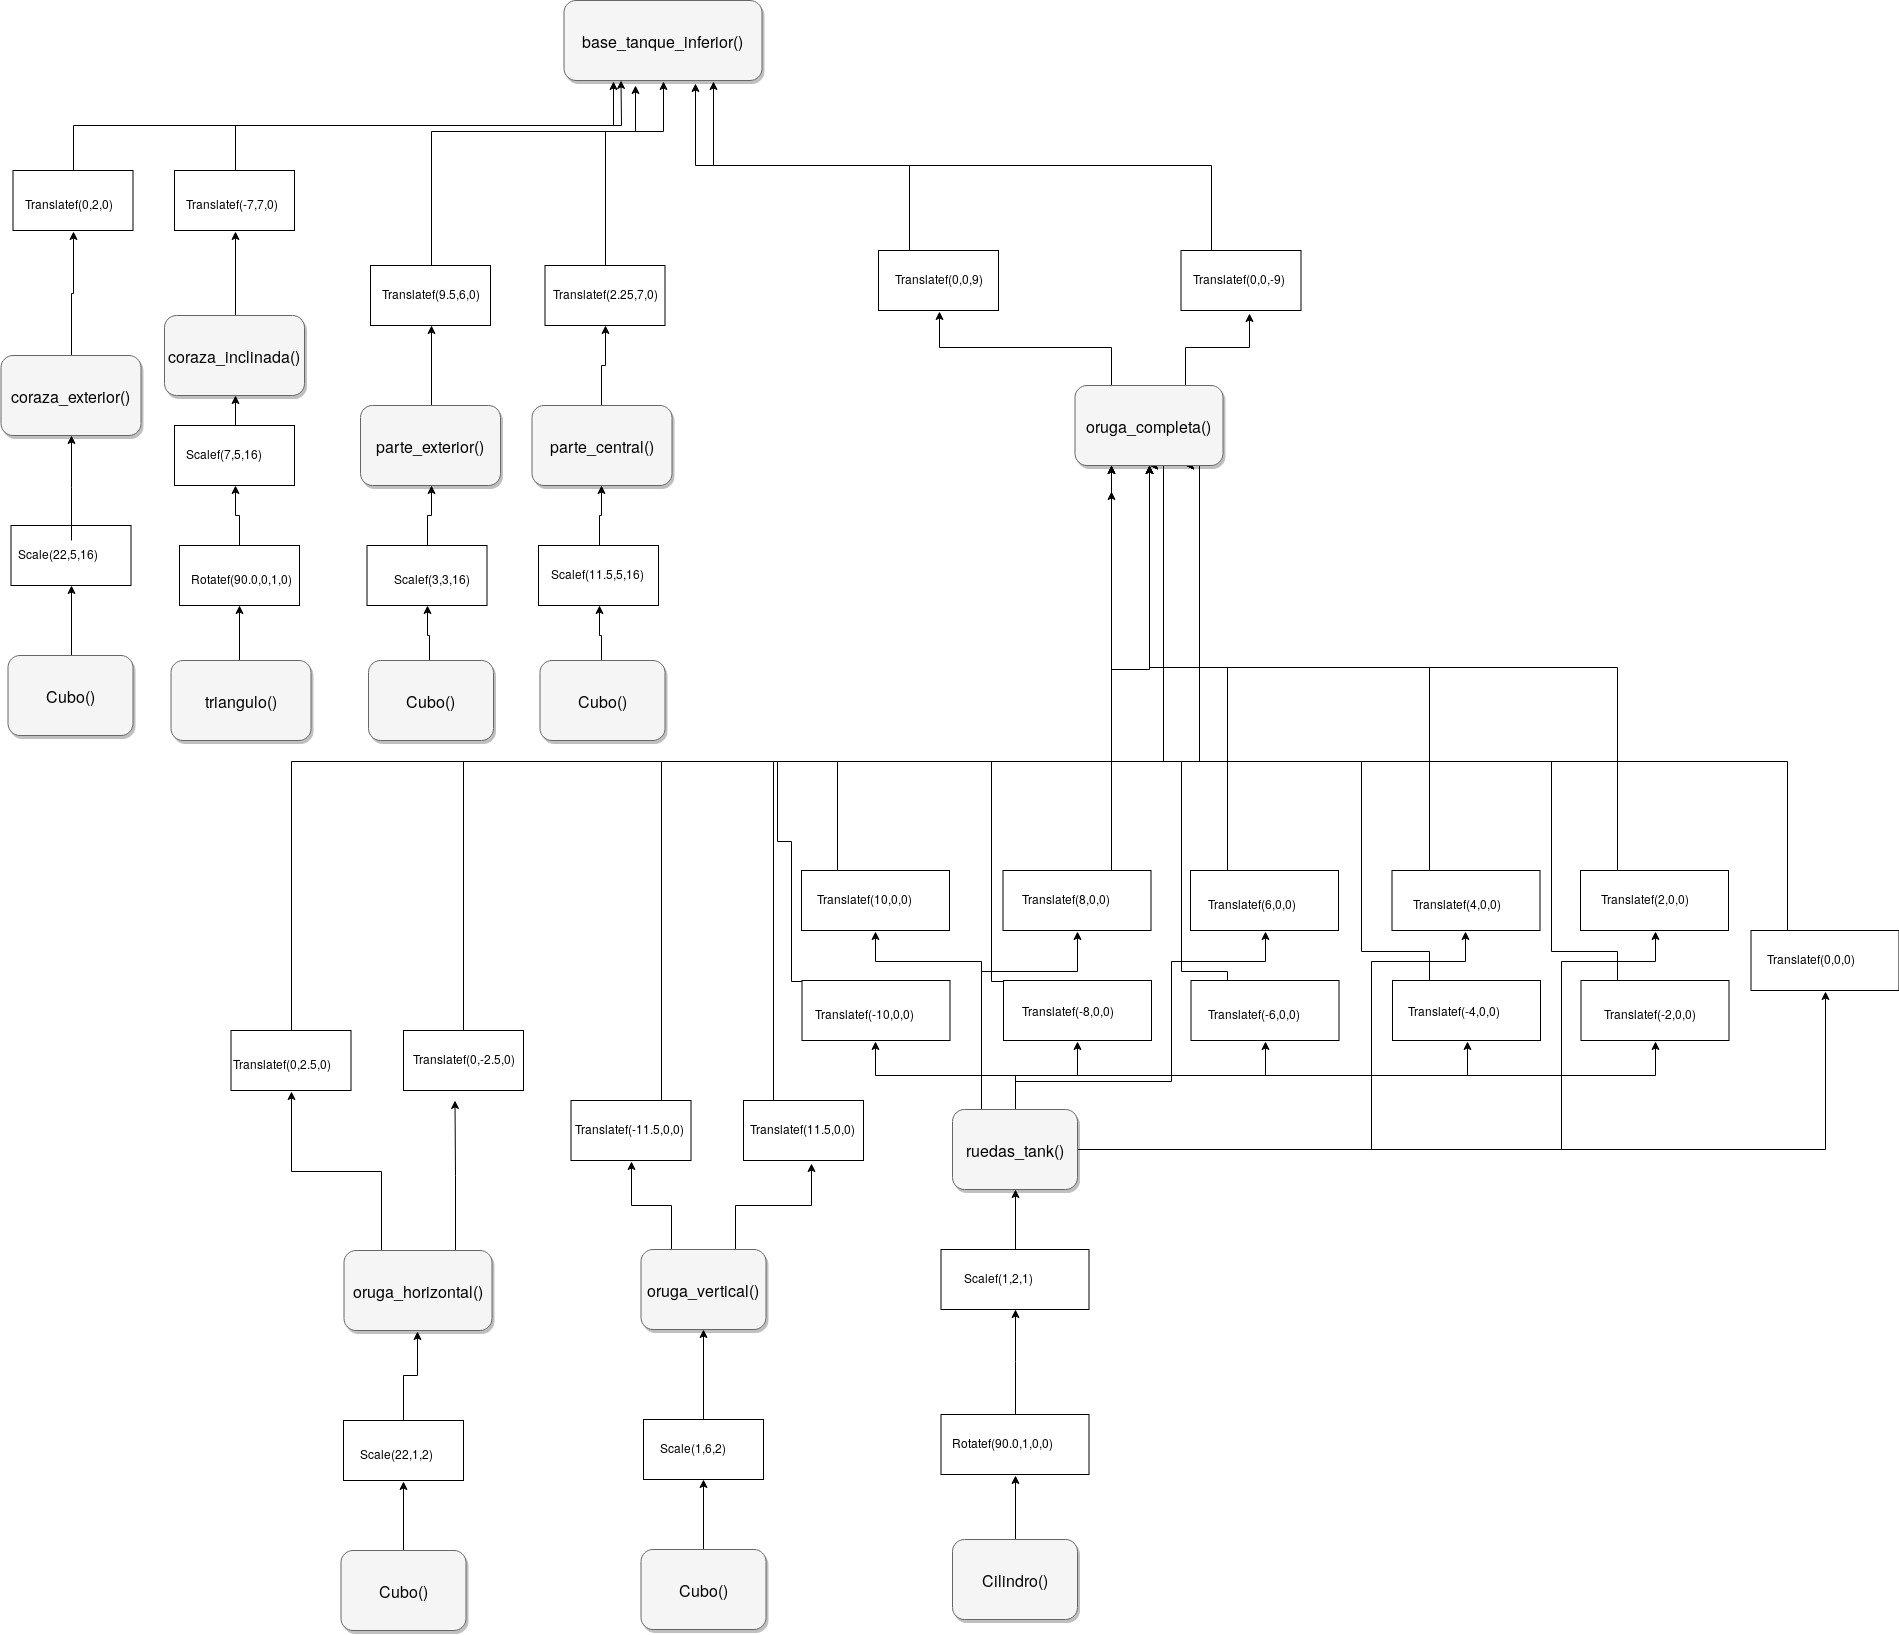 base_tanque_inferior()
Translatef(0,2,0)
Translatef(-7,7,0)
Translatef(9.5,6,0)
Translatef(2.25,7,0)
Translatef(0,0,9)
Translatef(0,0,-9)
coraza_exterior()
coraza_inclinada()
parte_exterior()
parte_central()
oruga_completa()
Scalef(7,5,16)
Scale(22,5,16)
Rotatef(90.0,0,1,0)
Scalef(3,3,16)
Scalef(11.5,5,16)
Cubo()
triangulo()
Cubo()
Cubo()
Translatef(10,0,0)
Translatef(8,0,0)
Translatef(6,0,0)
Translatef(4,0,0)
Translatef(2,0,0)
Translatef(0,0,0)
Translatef(-10,0,0)
Translatef(-8,0,0)
Translatef(-6,0,0)
Translatef(-4,0,0)
Translatef(-2,0,0)
Translatef(0,2.5,0)
Translatef(0,-2.5,0)
Translatef(-11.5,0,0)
Translatef(11.5,0,0)
ruedas_tank()
oruga_horizontal()
oruga_vertical()
Scalef(1,2,1)
Scale(22,1,2)
Scale(1,6,2)
Rotatef(90.0,1,0,0)
Cubo()
Cubo()
Cilindro()